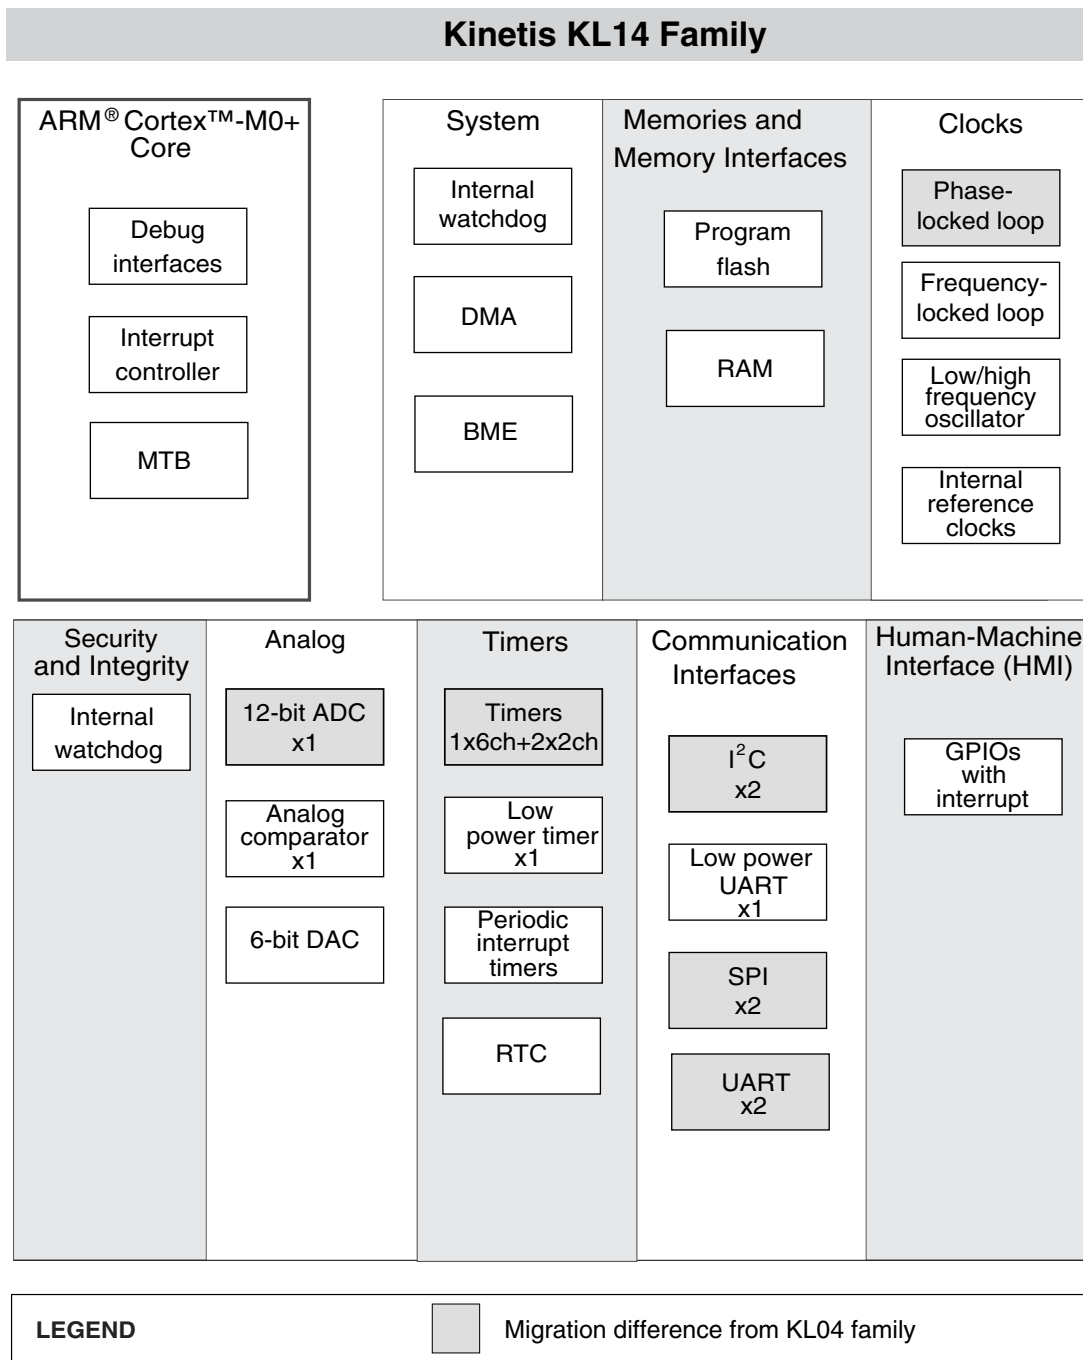 Kinetis KL14 Family
ARM® Cortex™-M0+
Core
Debug
interfaces
Interrupt
controller
MTB
System
Internal
watchdog
DMA
BME
Memories and
Memory Interfaces
Program
flash
RAM
Clocks
Phase-
locked loop
Frequency-
locked loop
Low/high
frequency
oscillator
Internal
reference
clocks
Security
and Integrity
Internal
watchdog
Analog
12-bit ADC
x1
Analog
comparator
x1
6-bit DAC
Timers
Timers
1x6ch+2x2ch
Low
power timer
x1
Periodic
interrupt
timers
RTC
Communication
Interfaces
I²C
x2
Low power
UART
x1
SPI
x2
UART
x2
Human-Machine
Interface (HMI)
GPIOs
with
interrupt
LEGEND
Migration difference from KL04 family